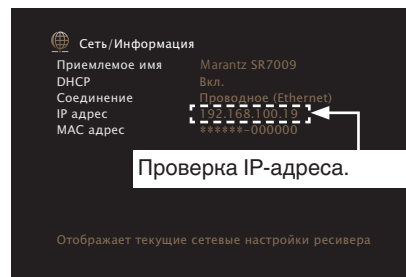 Сеть/Информация
Приемлемое имя Marantz SR7009
DHCP Вкл.
Соединение Проводное (Ethernet)
IP адрес 192.168.100.19
MAC адрес ******-000000
Проверка IP-адреса.
Отображает текущие сетевые настройки ресивера